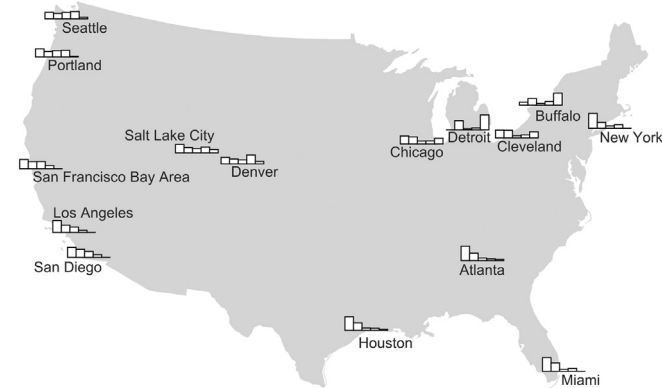 Seattle
Portland
Buffalo
Salt Lake City
Detroit
New York
Chicago
Cleveland
Denver
San Francisco Bay Area
Los Angeles
San Diego
Atlanta
Houston
Miami